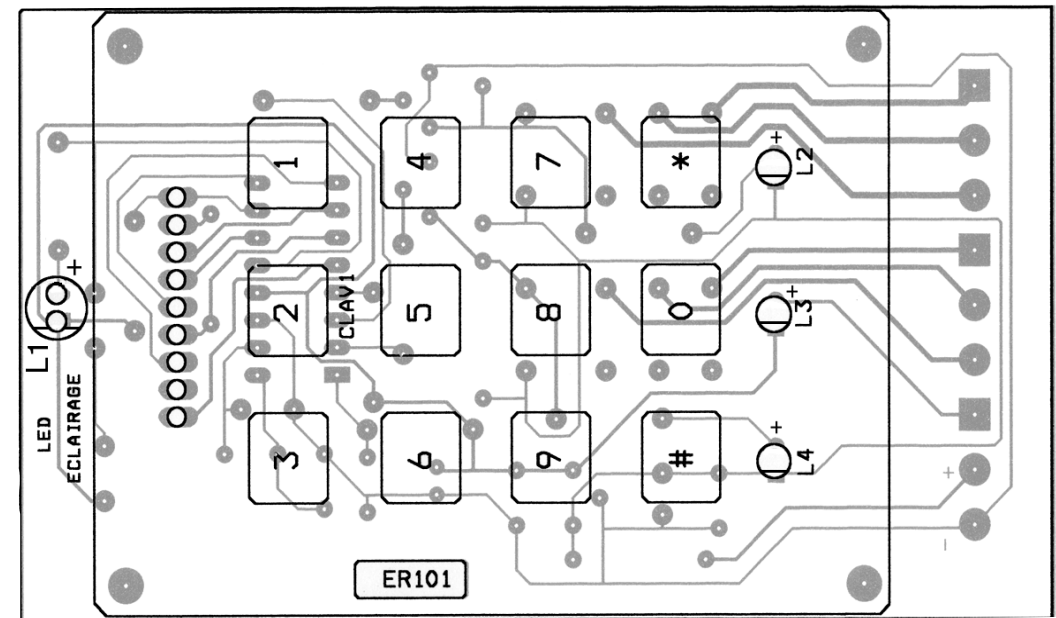 1 4 7 *
+
L2
+
CLAV1
2 5 8 0
+
L3
L1
LED
ECLAIRAGE
3 6 9 #
+
L4
+
-
ER101